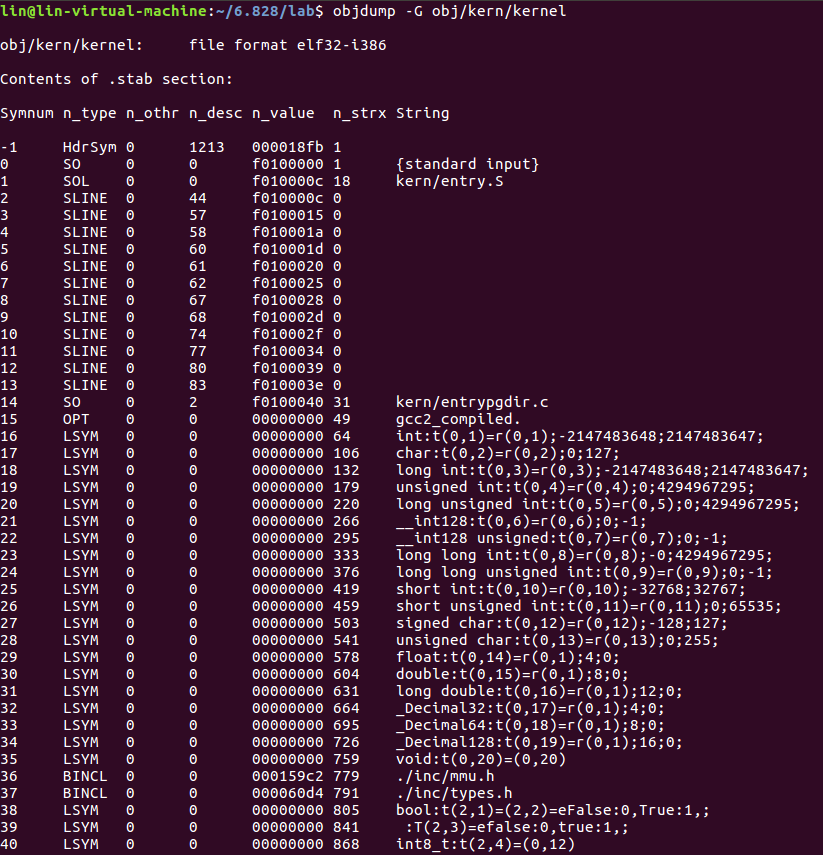 lin@lin-virtual-machine:~/6.828/lab$ objdump -G obj/kern/kernel
obj/kern/kernel:     file format elf32-i386
Contents of .stab section:
Symnum n_type n_othr n_desc n_value  n_strx String
-1     HdrSym 0      1213   000018fb 1
0      SO     0      0      f0100000 1      {standard input}
1      SOL    0      0      f010000c 18     kern/entry.S
2      SLINE  0      44     f010000c 0
3      SLINE  0      57     f0100015 0
4      SLINE  0      58     f010001a 0
5      SLINE  0      60     f010001d 0
6      SLINE  0      61     f0100020 0
7      SLINE  0      62     f0100025 0
8      SLINE  0      67     f0100028 0
9      SLINE  0      68     f010002d 0
10     SLINE  0      74     f010002f 0
11     SLINE  0      77     f0100034 0
12     SLINE  0      80     f0100039 0
13     SLINE  0      83     f010003e 0
14     SO     0      2      f0100040 31     kern/entrypgdir.c
15     OPT    0      0      00000000 49     gcc2_compiled.
16     LSYM   0      0      00000000 64     int:t(0,1)=r(0,1);-2147483648;2147483647;
17     LSYM   0      0      00000000 106    char:t(0,2)=r(0,2);0;127;
18     LSYM   0      0      00000000 132    long int:t(0,3)=r(0,3);-2147483648;2147483647;
19     LSYM   0      0      00000000 179    unsigned int:t(0,4)=r(0,4);0;4294967295;
20     LSYM   0      0      00000000 220    long unsigned int:t(0,5)=r(0,5);0;4294967295;
21     LSYM   0      0      00000000 266    __int128:t(0,6)=r(0,6);0;-1;
22     LSYM   0      0      00000000 295    __int128 unsigned:t(0,7)=r(0,7);0;-1;
23     LSYM   0      0      00000000 333    long long int:t(0,8)=r(0,8);-0;4294967295;
24     LSYM   0      0      00000000 376    long long unsigned int:t(0,9)=r(0,9);0;-1;
25     LSYM   0      0      00000000 419    short int:t(0,10)=r(0,10);-32768;32767;
26     LSYM   0      0      00000000 459    short unsigned int:t(0,11)=r(0,11);0;65535;
27     LSYM   0      0      00000000 503    signed char:t(0,12)=r(0,12);-128;127;
28     LSYM   0      0      00000000 541    unsigned char:t(0,13)=r(0,13);0;255;
29     LSYM   0      0      00000000 578    float:t(0,14)=r(0,1);4;0;
30     LSYM   0      0      00000000 604    double:t(0,15)=r(0,1);8;0;
31     LSYM   0      0      00000000 631    long double:t(0,16)=r(0,1);12;0;
32     LSYM   0      0      00000000 664    _Decimal32:t(0,17)=r(0,1);4;0;
33     LSYM   0      0      00000000 695    _Decimal64:t(0,18)=r(0,1);8;0;
34     LSYM   0      0      00000000 726    _Decimal128:t(0,19)=r(0,1);16;0;
35     LSYM   0      0      00000000 759    void:t(0,20)=(0,20)
36     BINCL  0      0      000159c2 779    ./inc/mmu.h
37     BINCL  0      0      000060d4 791    ./inc/types.h
38     LSYM   0      0      00000000 805    bool:t(2,1)=(2,2)=eFalse:0,True:1,;
39     LSYM   0      0      00000000 841     :T(2,3)=efalse:0,true:1,;
40     LSYM   0      0      00000000 868    int8_t:t(2,4)=(0,12)